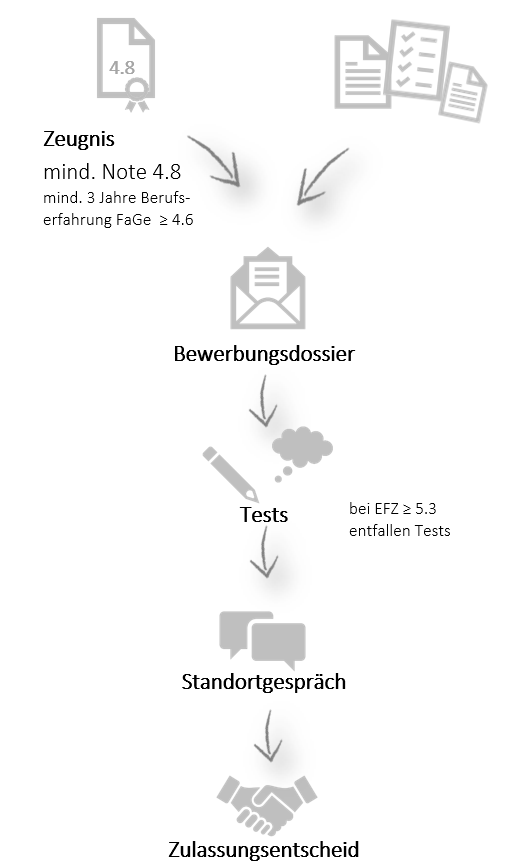 4.8
Zeugnis
mind. Note 4.8
mind. 3 Jahre Berufs-
erfahrung FaGe ≥ 4.6
Bewerbungsdossier
Tests
bei EFZ ≥ 5.3
entfallen Tests
Standortgespräch
Zulassungsentscheid